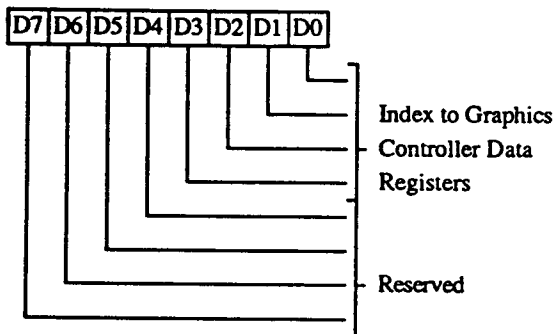 D7 D6 D5 D4 D3 D2 D1 D0
Index to Graphics
Controller Data
Registers
Reserved